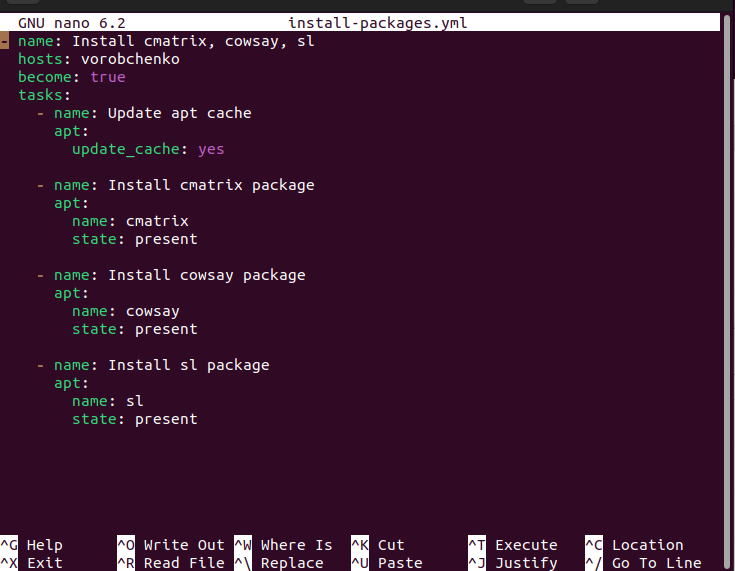 GNU nano 6.2 install-packages.yml
- name: Install cmatrix, cowsay, sl
  hosts: vorobchenko
  become: true
  tasks:
    - name: Update apt cache
      apt:
        update_cache: yes

    - name: Install cmatrix package
      apt:
        name: cmatrix
        state: present

    - name: Install cowsay package
      apt:
        name: cowsay
        state: present

    - name: Install sl package
      apt:
        name: sl
        state: present

^G Help ^O Write Out ^W Where Is ^K Cut ^T Execute ^C Location
^X Exit ^R Read File ^\ Replace ^U Paste ^J Justify ^/ Go To Line